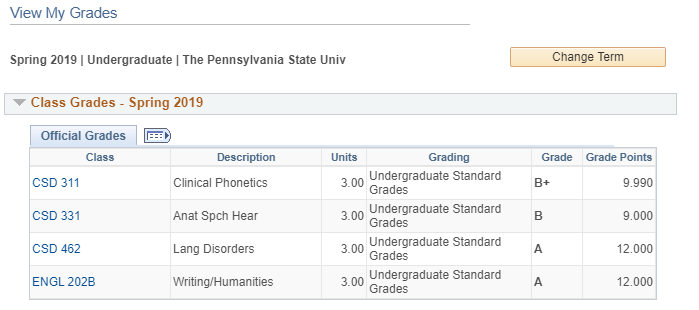 View My Grades
Spring 2019 | Undergraduate | The Pennsylvania State Univ
Change Term
Class Grades - Spring 2019
Official Grades
Class Description Units Grading Grade Grade Points
CSD 311 Clinical Phonetics 3.00 Undergraduate Standard Grades B+ 9.990
CSD 331 Anat Spch Hear 3.00 Undergraduate Standard Grades B 9.000
CSD 462 Lang Disorders 3.00 Undergraduate Standard Grades A 12.000
ENGL 202B Writing/Humanities 3.00 Undergraduate Standard Grades A 12.000